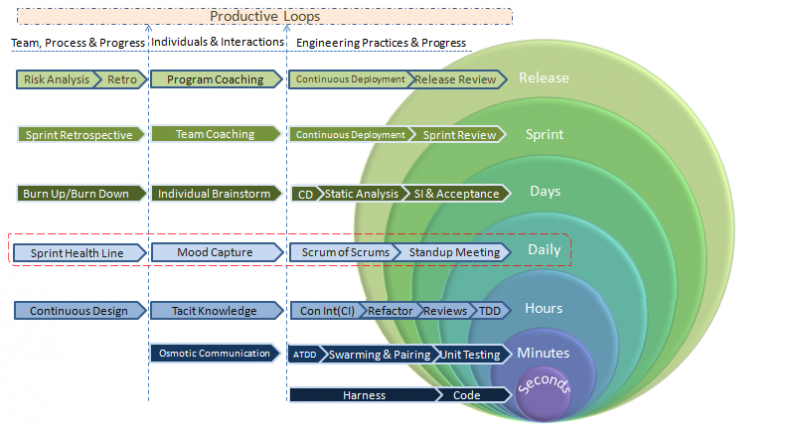 Productive Loops
Team, Process & Progress Individuals & Interactions Engineering Practices & Progress
Risk Analysis Retro Program Coaching Continuous Deployment Release Review Release
Sprint Retrospective Team Coaching Continuous Deployment Sprint Review Sprint
Burn Up/Burn Down Individual Brainstorm CD Static Analysis SI & Acceptance Days
Sprint Health Line Mood Capture Scrum of Scrums Standup Meeting Daily
Continuous Design Tacit Knowledge Con Int(CI) Refactor Reviews TDD Hours
Osmotic Communication ATDD Swarming & Pairing Unit Testing Minutes
Seconds
Harness Code